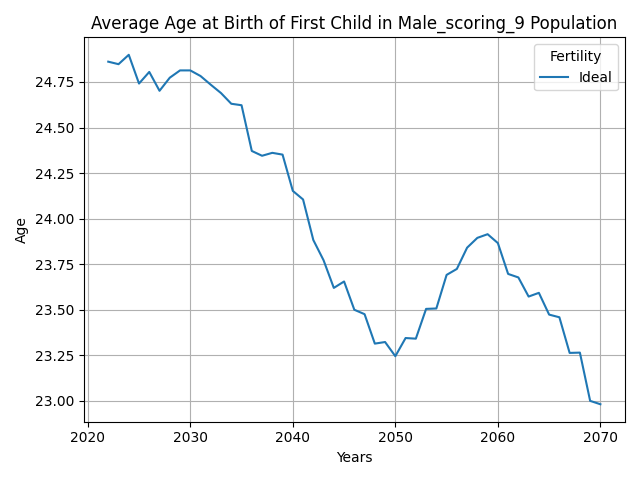 Average Age at Birth of First Child in Male_scoring_9 Population
Fertility
Ideal
24.75
24.50
24.25
24.00
23.75
23.50
23.25
23.00
Age
2020
2030
2040
2050
2060
2070
Years